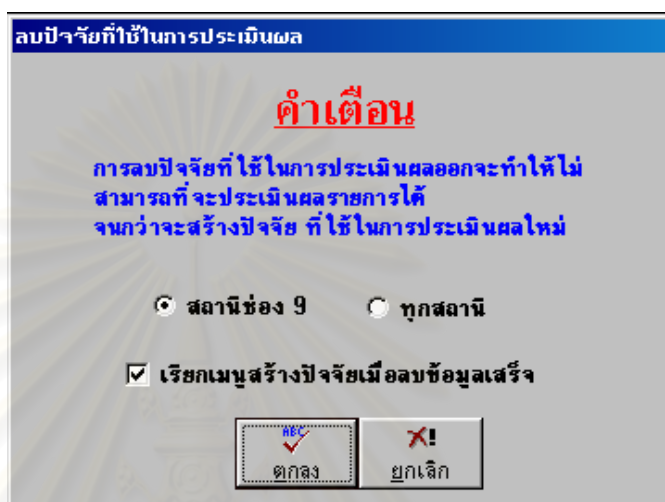 ลบปัจจัยที่ใช้ในการประเมินผล
คำเตือน
การลบปัจจัยที่ใช้ในการประเมินผลออกจะทำให้ไม่
สามารถที่จะประเมินผลรายการได้
จนกว่าจะสร้างปัจจัย ที่ใช้ในการประเมินผลใหม่
สถานีช่อง 9 ทุกสถานี
เรียกเมนูสร้างปัจจัยเมื่อลบข้อมูลเสร็จ
ABC
ตกลง ยกเลิก